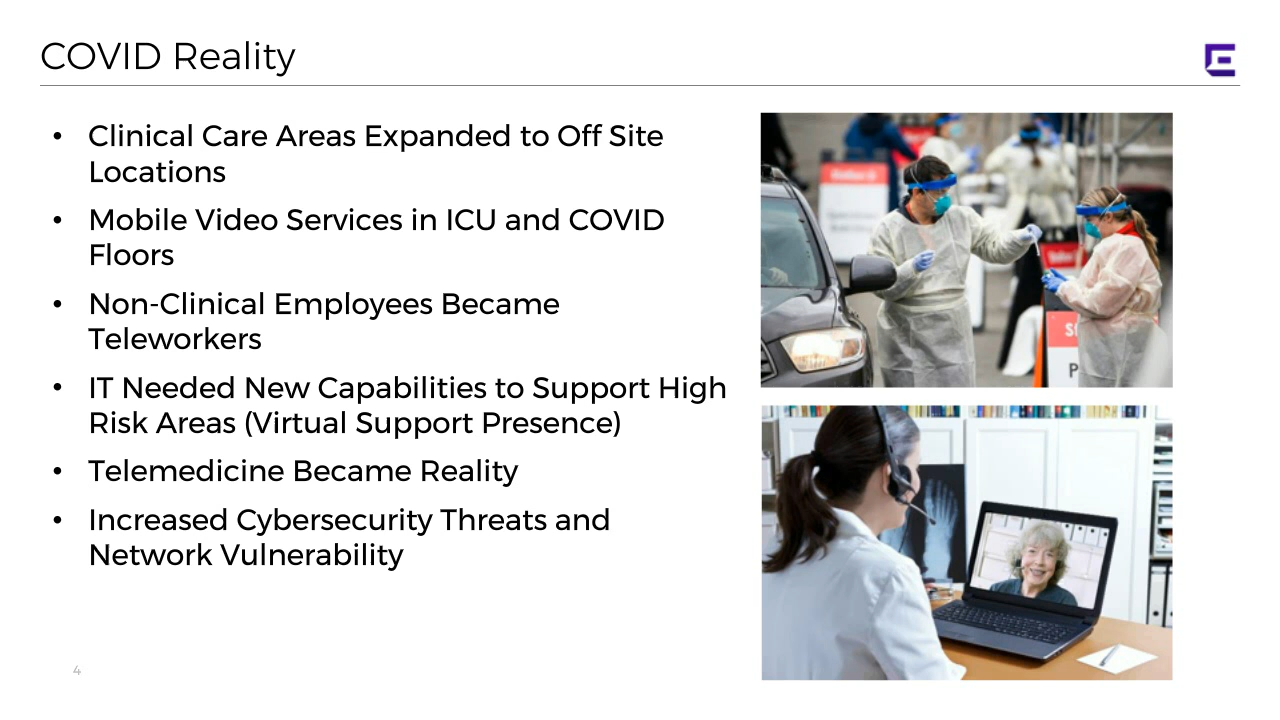 COVID Reality
• Clinical Care Areas Expanded to Off Site
Locations
• Mobile Video Services in ICU and COVID
Floors
• Non-Clinical Employees Became
Teleworkers
• IT Needed New Capabilities to Support High
Risk Areas (Virtual Support Presence)
• Telemedicine Became Reality
• Increased Cybersecurity Threats and
Network Vulnerability
4